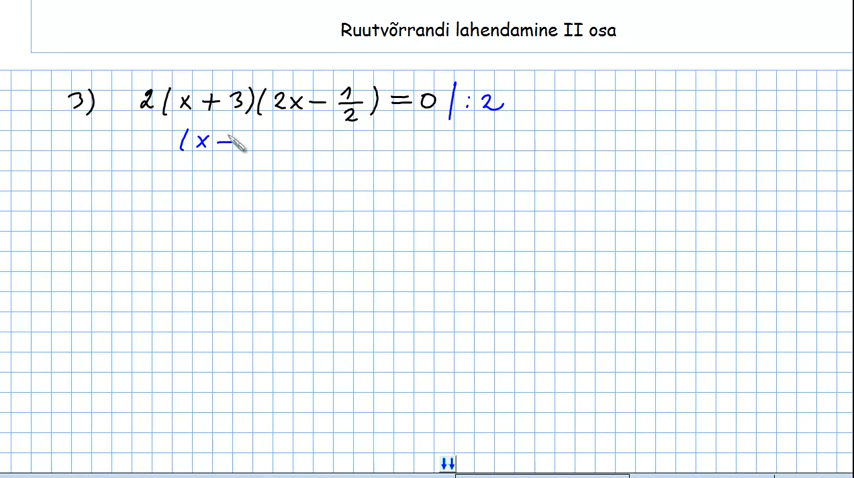 Ruutvõrrandi lahendamine II osa
3) 2(x + 3)(2x − 1/2) = 0 | : 2
(x −